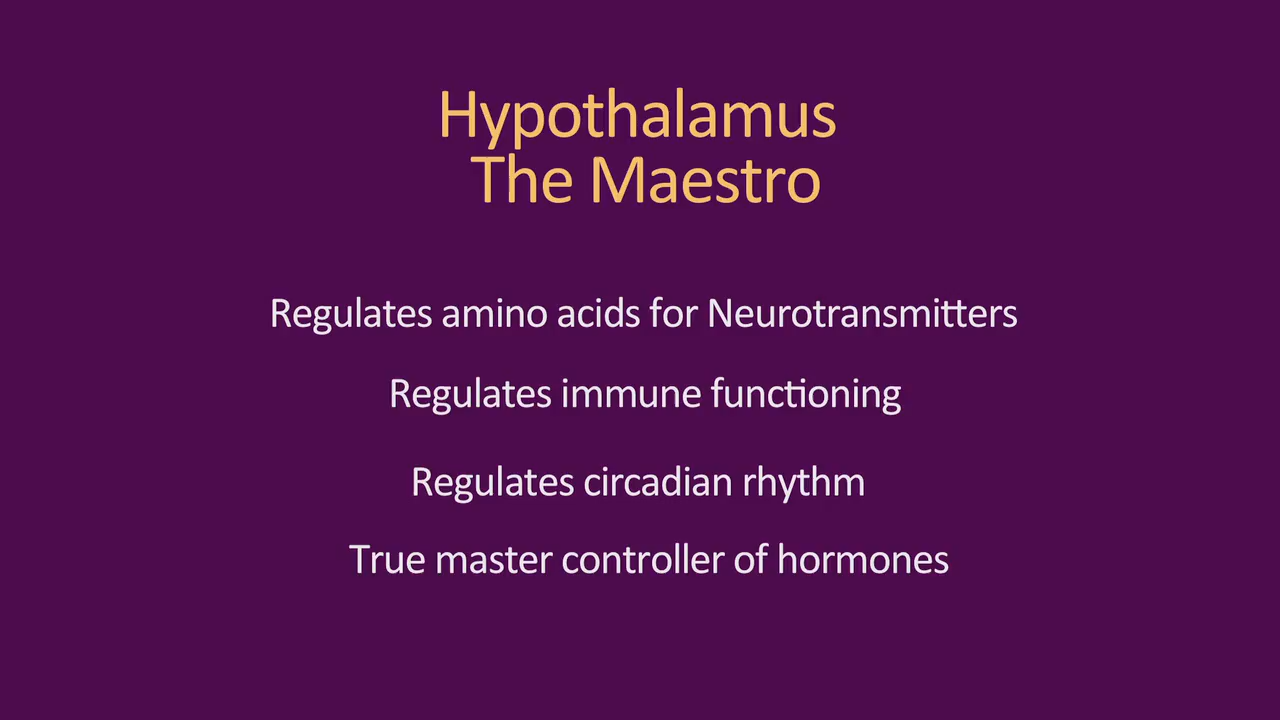 Hypothalamus
The Maestro
Regulates amino acids for Neurotransmitters
Regulates immune functioning
Regulates circadian rhythm
True master controller of hormones